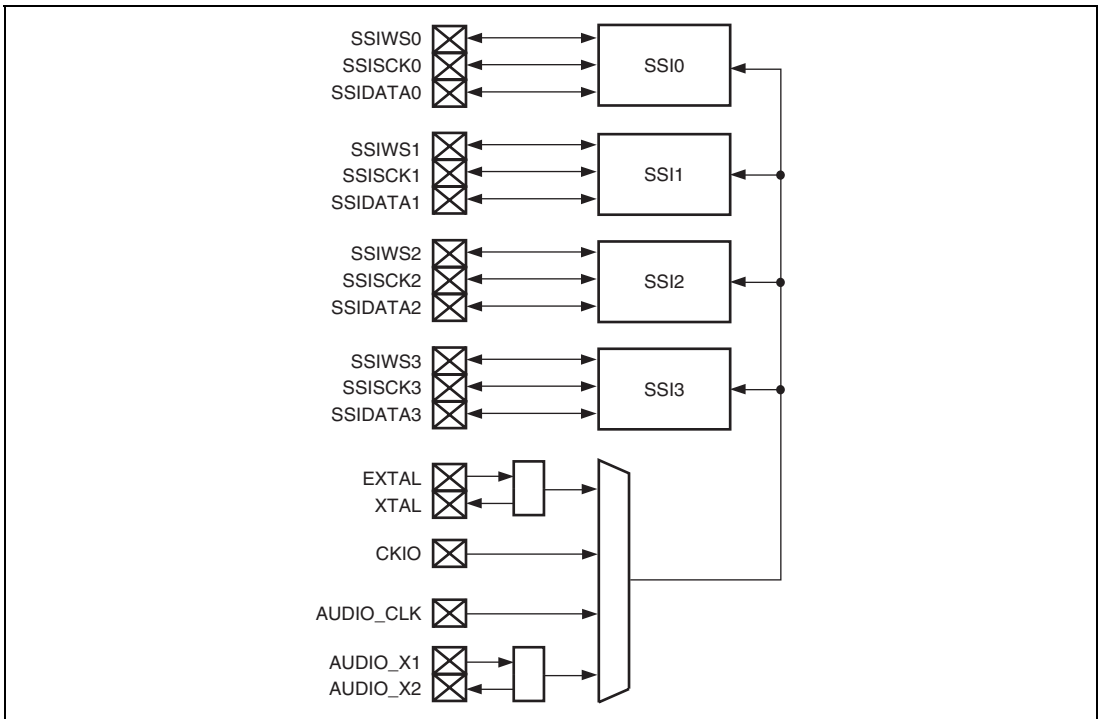 SSIWS0
SSISCK0
SSIDATA0
SSI0
SSIWS1
SSISCK1
SSIDATA1
SSI1
SSIWS2
SSISCK2
SSIDATA2
SSI2
SSIWS3
SSISCK3
SSIDATA3
SSI3
EXTAL
XTAL
CKIO
AUDIO_CLK
AUDIO_X1
AUDIO_X2